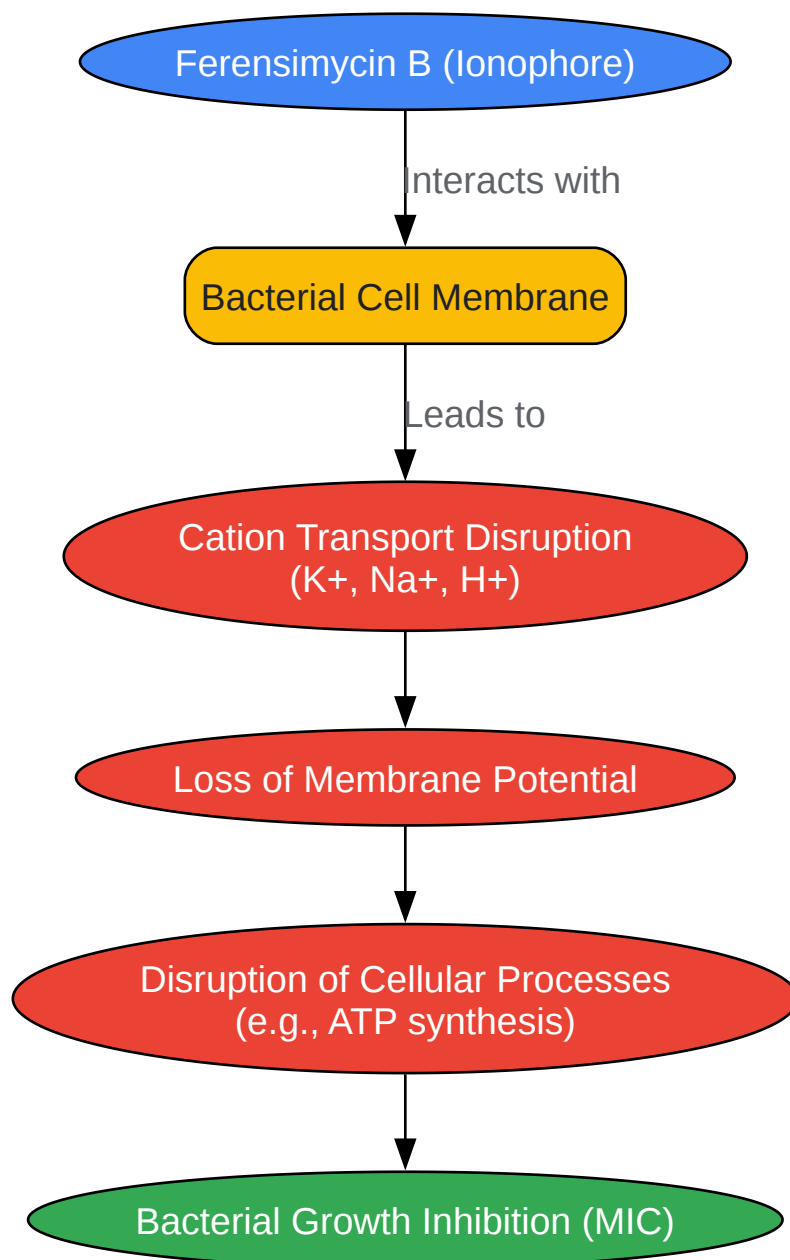 Ferensimycin B (Ionophore)
Interacts with
Bacterial Cell Membrane
Leads to
Cation Transport Disruption
(K+, Na+, H+)
Loss of Membrane Potential
Disruption of Cellular Processes
(e.g., ATP synthesis)
Bacterial Growth Inhibition (MIC)